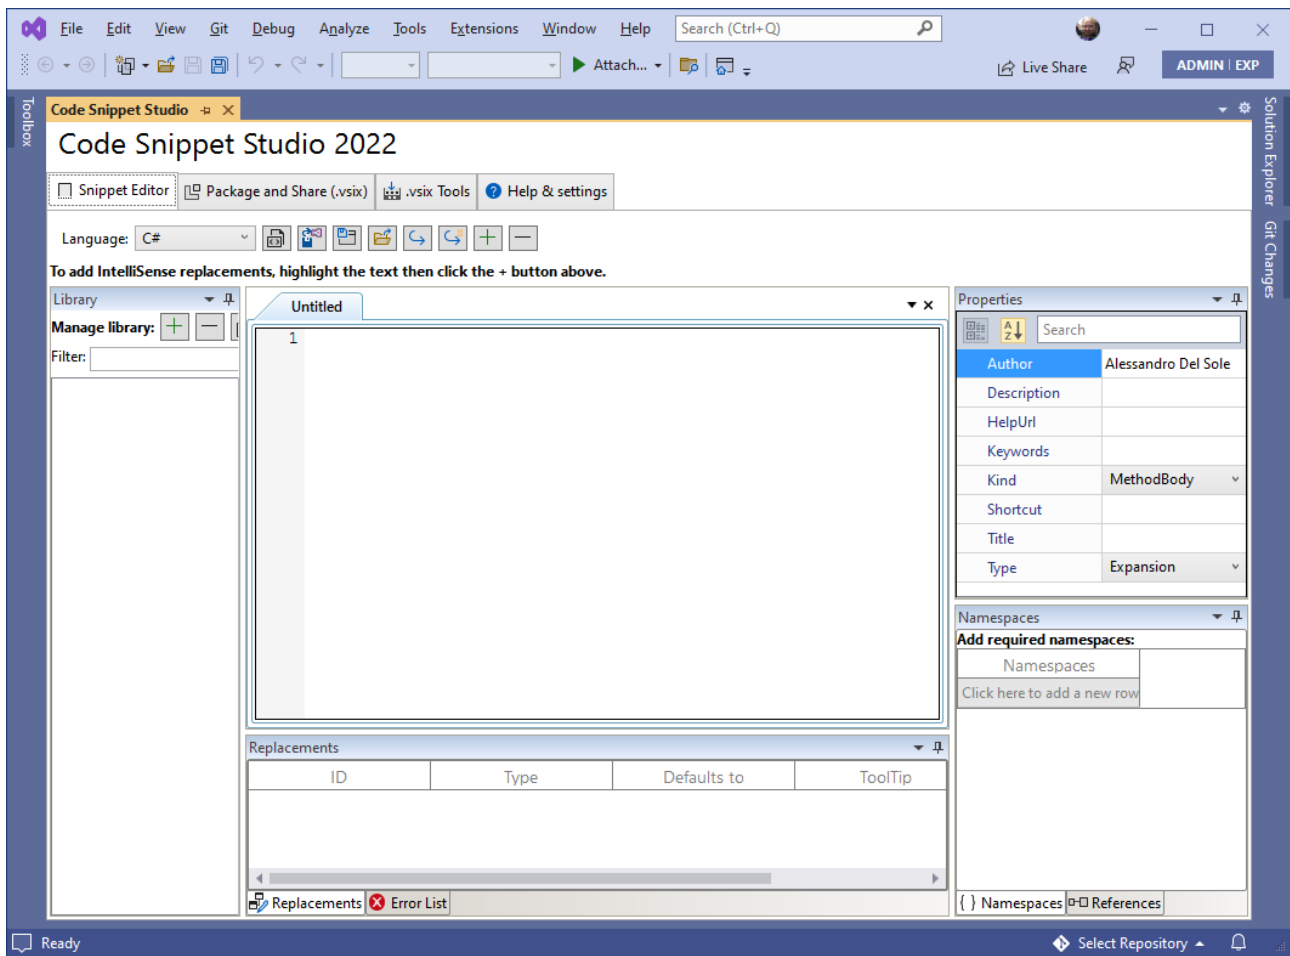 File Edit View Git Debug Analyze Tools Extensions Window Help Search (Ctrl+Q)
Attach... Live Share ADMIN EXP
Toolbox
Code Snippet Studio
Code Snippet Studio 2022
Snippet Editor Package and Share (.vsix) .vsix Tools Help & settings
Language: C#
To add IntelliSense replacements, highlight the text then click the + button above.
Library
Manage library:
Filter:
Untitled
1
Replacements
ID Type Defaults to ToolTip
Replacements Error List
Properties
Search
Author Alessandro Del Sole
Description
HelpUrl
Keywords
Kind MethodBody
Shortcut
Title
Type Expansion
Namespaces
Add required namespaces:
Namespaces
Click here to add a new row
{ } Namespaces References
Solution Explorer
Git Changes
Ready Select Repository